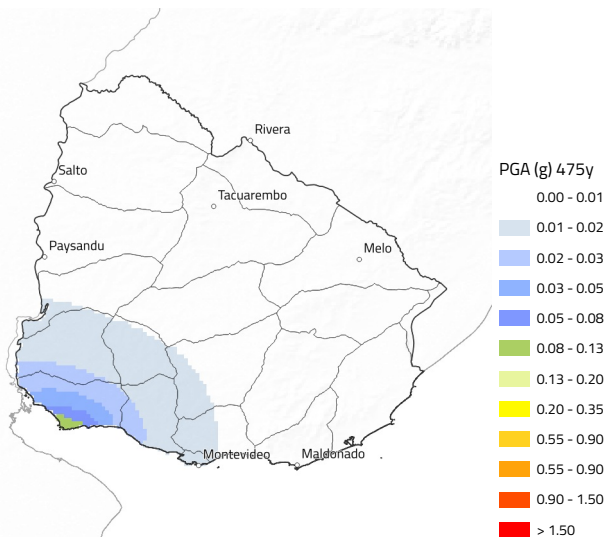 Rivera
Salto
Tacuarembo
Paysandu
Melo
Montevideo
Maldonado
PGA (g) 475y
0.00 - 0.01
0.01 - 0.02
0.02 - 0.03
0.03 - 0.05
0.05 - 0.08
0.08 - 0.13
0.13 - 0.20
0.20 - 0.35
0.55 - 0.90
0.55 - 0.90
0.90 - 1.50
> 1.50